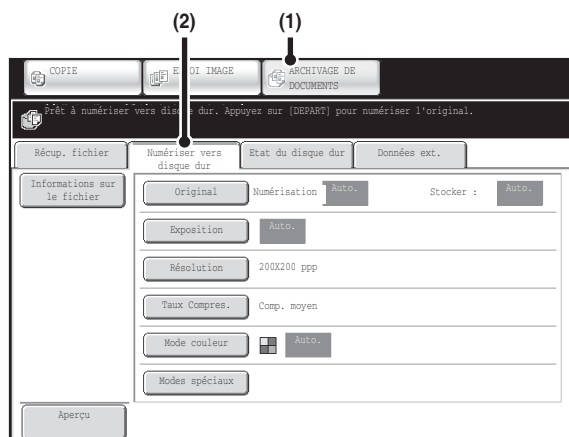 (2) (1)
COPIE
ENVOI IMAGE
ARCHIVAGE DE
DOCUMENTS
Prêt à numériser vers disque dur. Appuyez sur [DEPART] pour numériser l'original.
Récup. fichier
Numériser vers
disque dur
Etat du disque dur
Données ext.
Informations sur
le fichier
Original Numérisation Auto. Stocker : Auto.
Exposition Auto.
Résolution 200X200 ppp
Taux Compres. Comp. moyen
Mode couleur Auto.
Modes spéciaux
Aperçu